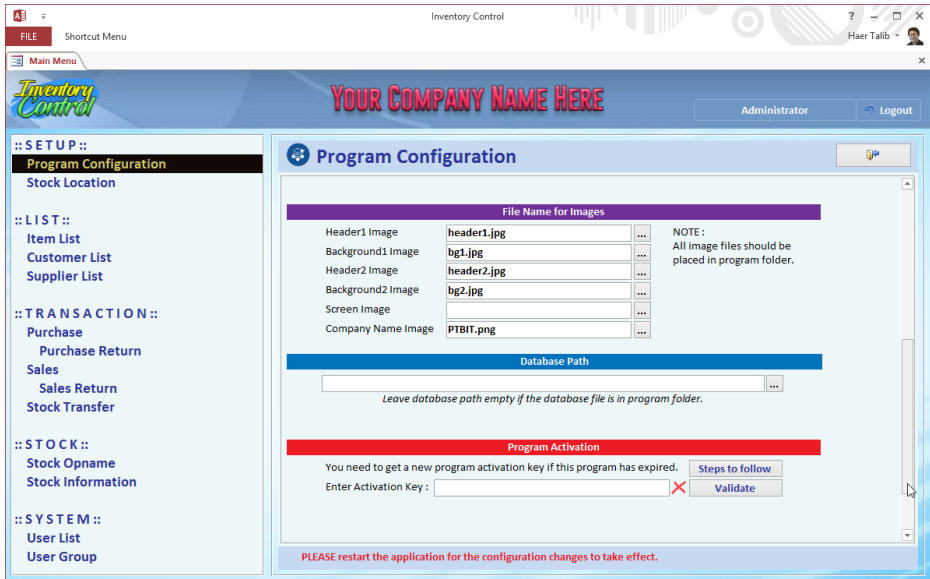 Inventory Control
FILE
Shortcut Menu
Haer Talib
Main Menu
Inventory
Control
YOUR COMPANY NAME HERE
Administrator
Logout
:: S E T U P ::
Program Configuration
Stock Location
:: L I S T ::
Item List
Customer List
Supplier List
:: T R A N S A C T I O N ::
Purchase
Purchase Return
Sales
Sales Return
Stock Transfer
:: S T O C K ::
Stock Opname
Stock Information
:: S Y S T E M ::
User List
User Group
Program Configuration
File Name for Images
Header1 Image header1.jpg ...
Background1 Image bg1.jpg ...
Header2 Image header2.jpg ...
Background2 Image bg2.jpg ...
Screen Image ...
Company Name Image PTBIT.png ...
NOTE :
All image files should be
placed in program folder.
Database Path
...
Leave database path empty if the database file is in program folder.
Program Activation
You need to get a new program activation key if this program has expired. Steps to follow
Enter Activation Key : Validate
PLEASE restart the application for the configuration changes to take effect.